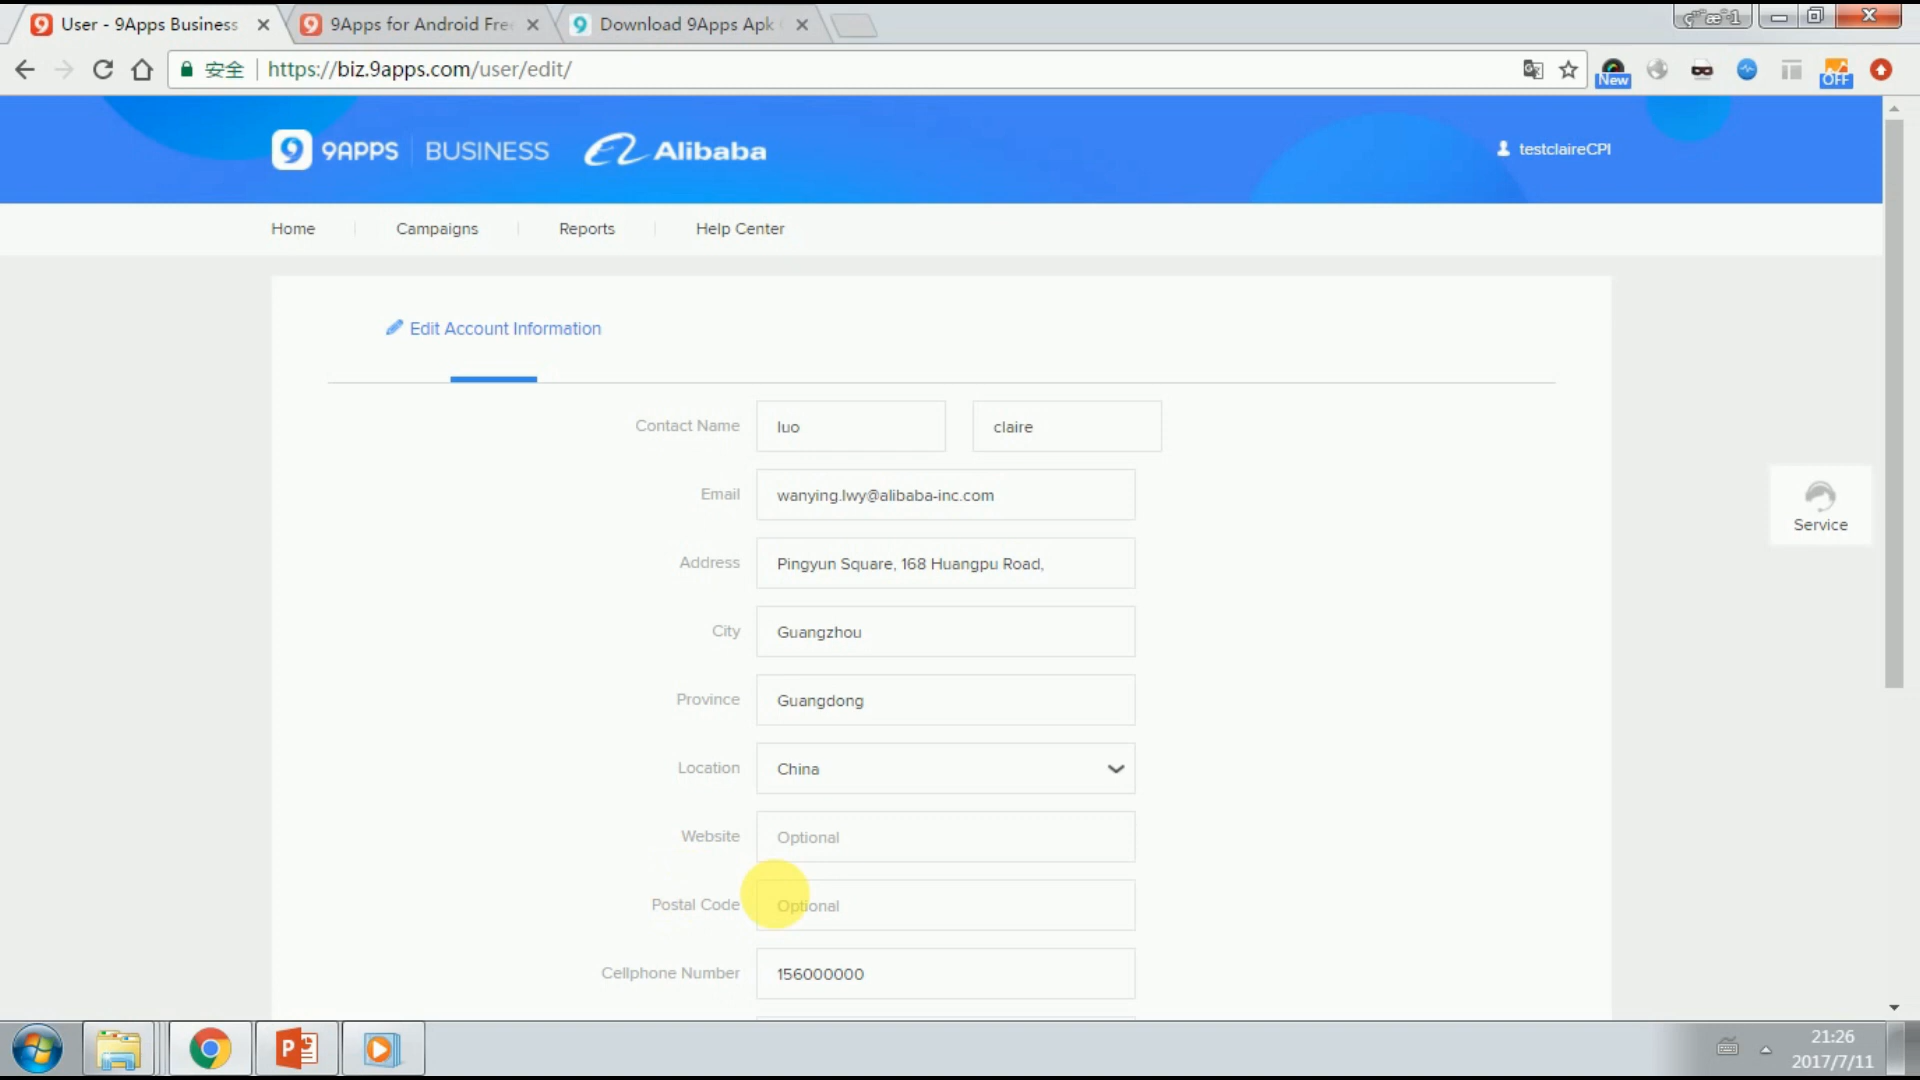 User - 9Apps Business
9Apps for Android Fre
Download 9Apps Apk
安全
https://biz.9apps.com/user/edit/
New
OFF
9 9APPS BUSINESS Alibaba
testclaireCPI
Home
Campaigns
Reports
Help Center
Edit Account Information
Contact Name
luo
claire
Email
wanying.lwy@alibaba-inc.com
Address
Pingyun Square, 168 Huangpu Road,
City
Guangzhou
Province
Guangdong
Location
China
Website
Optional
Postal Code
Optional
Cellphone Number
156000000
Service
21:26
2017/7/11